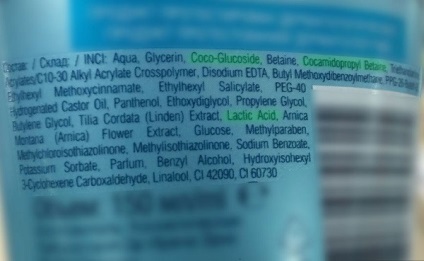 Состав: / Склад: / INCI: Aqua, Glycerin, Coco-Glucoside, Betaine, Cocamidopropyl Betaine,
Acrylates/C10-30 Alkyl Acrylate Crosspolymer, Disodium EDTA, Butyl Methoxydibenzoylmethane,
Ethylhexyl Methoxycinnamate, Ethylhexyl Salicylate, PEG-40
Hydrogenated Castor Oil, Panthenol, Ethoxydiglycol, Propylene Glycol,
Butylene Glycol, Tilia Cordata (Linden) Extract, Lactic Acid, Arnica
Montana (Arnica) Flower Extract, Glucose, Methylparaben,
Methylchloroisothiazolinone, Methylisothiazolinone, Sodium Benzoate,
Potassium Sorbate, Parfum, Benzyl Alcohol, Hydroxyisohexyl
3-Cyclohexene Carboxaldehyde, Linalool, CI 42090, CI 60730